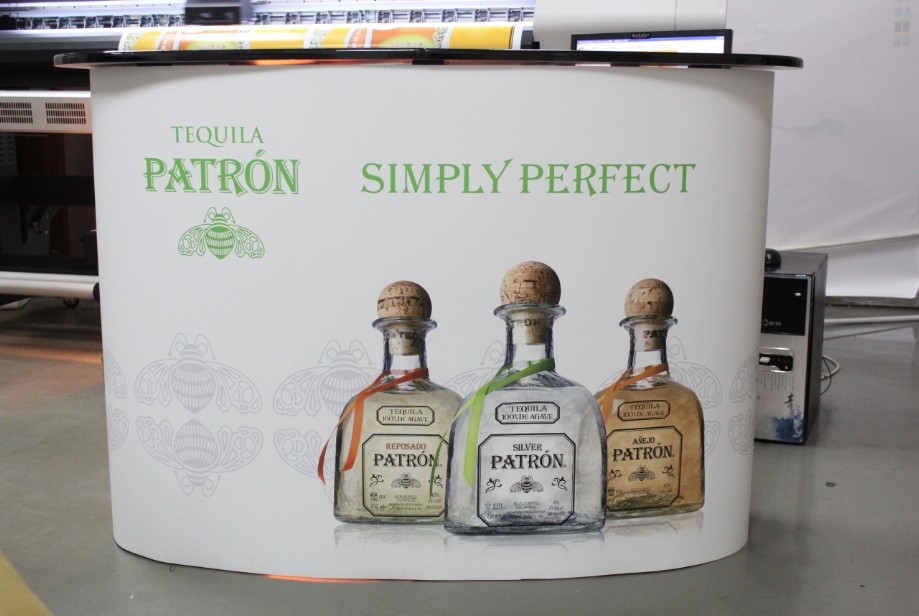 TEQUILA
PATRÓN
SIMPLY PERFECT
TEQUILA
100% DE AGAVE
REPOSADO
PATRÓN
TEQUILA
100% DE AGAVE
SILVER
PATRÓN
TEQUILA
100% DE AGAVE
AÑEJO
PATRÓN